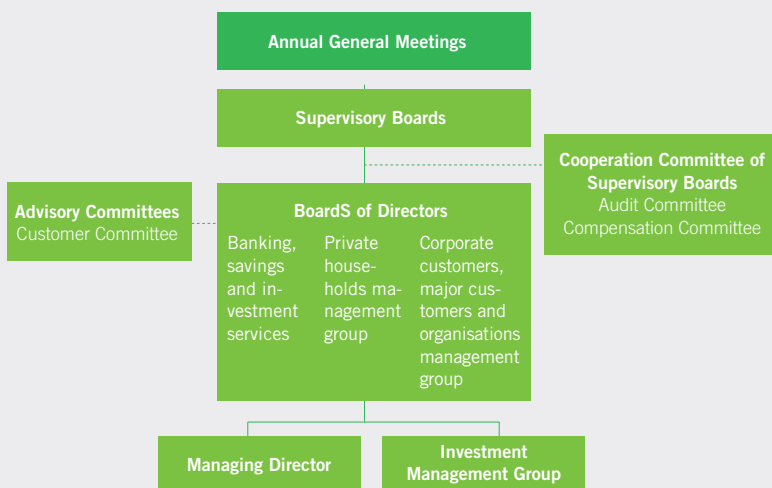 Annual General Meetings
Supervisory Boards
Cooperation Committee of
Supervisory Boards
Audit Committee
Compensation Committee
Advisory Committees
Customer Committee
BoardS of Directors
Banking,
savings
and in-
vestment
services
Private
house-
holds ma-
nagement
group
Corporate
customers,
major cus-
tomers and
organisations
management
group
Managing Director
Investment
Management Group